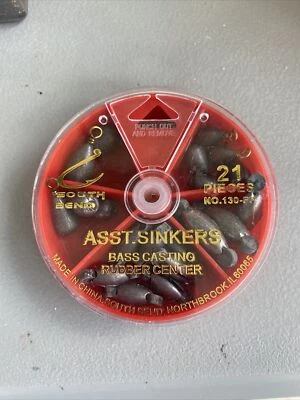 PUNCH OUT
AND REMOVE
SOUTH
BEND
21
PIECES
ASST. SINKERS
BASS CASTING
RUBBER CENTER
MADE IN CHINA, SOUTH BEND, NORTHBROOK, IL 60065